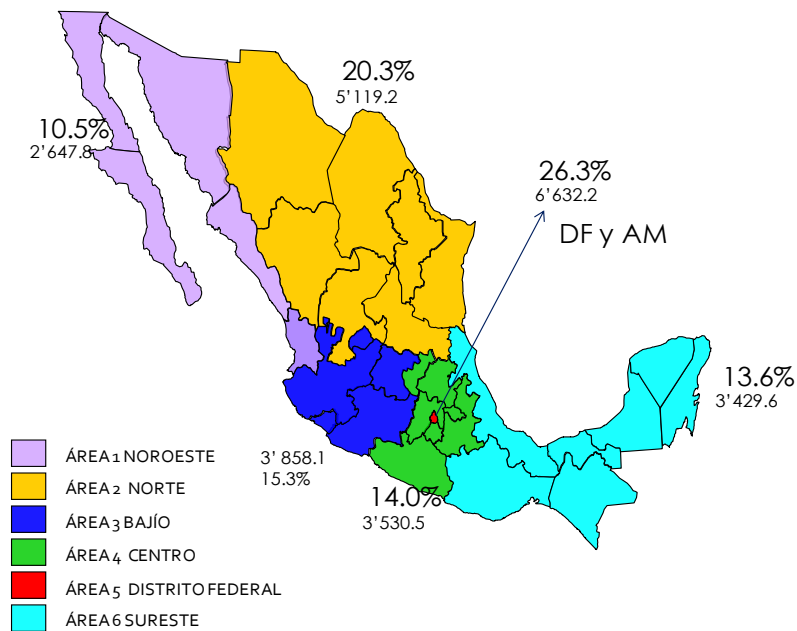 20.3%
5’119.2
10.5%
2’647.8
26.3%
6’632.2
DF y AM
13.6%
3’429.6
3’ 858.1
15.3%
14.0%
3’530.5
ÁREA 1 NOROESTE
ÁREA 2 NORTE
ÁREA 3 BAJÍO
ÁREA 4 CENTRO
ÁREA 5 DISTRITO FEDERAL
ÁREA 6 SURESTE